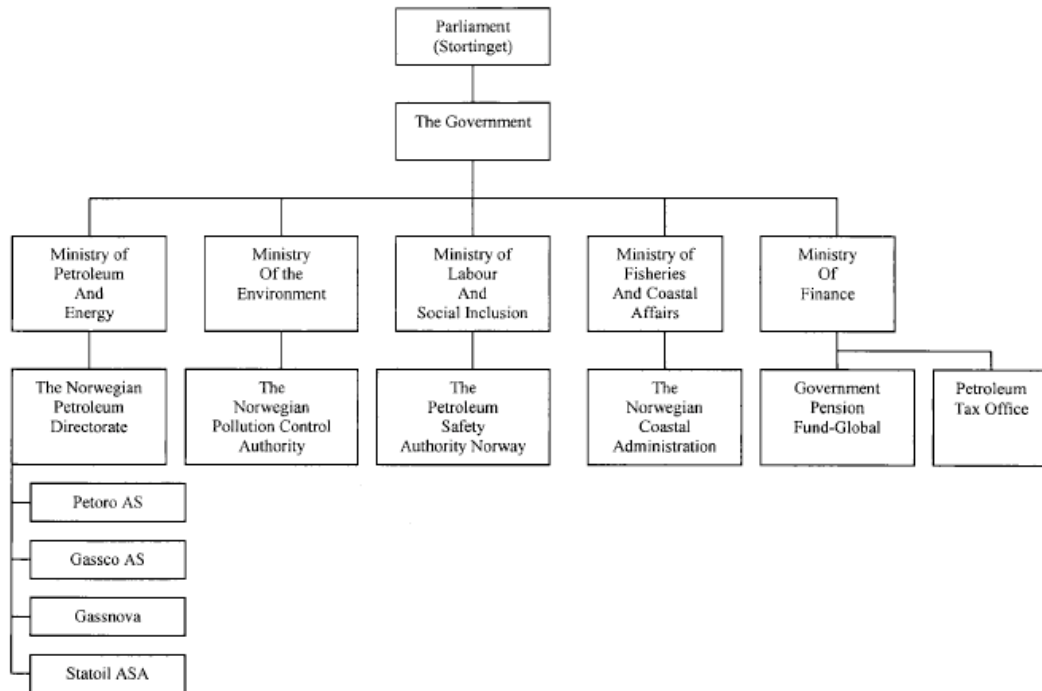 Parliament
(Stortinget)
The Government
Ministry of
Petroleum
And
Energy
Ministry
Of the
Environment
Ministry of
Labour
And
Social Inclusion
Ministry of
Fisheries
And Coastal
Affairs
Ministry
Of
Finance
The Norwegian
Petroleum
Directorate
The
Norwegian
Pollution Control
Authority
The
Petroleum
Safety
Authority Norway
The
Norwegian
Coastal
Administration
Government
Pension
Fund-Global
Petroleum
Tax Office
Petoro AS
Gassco AS
Gassnova
Statoil ASA